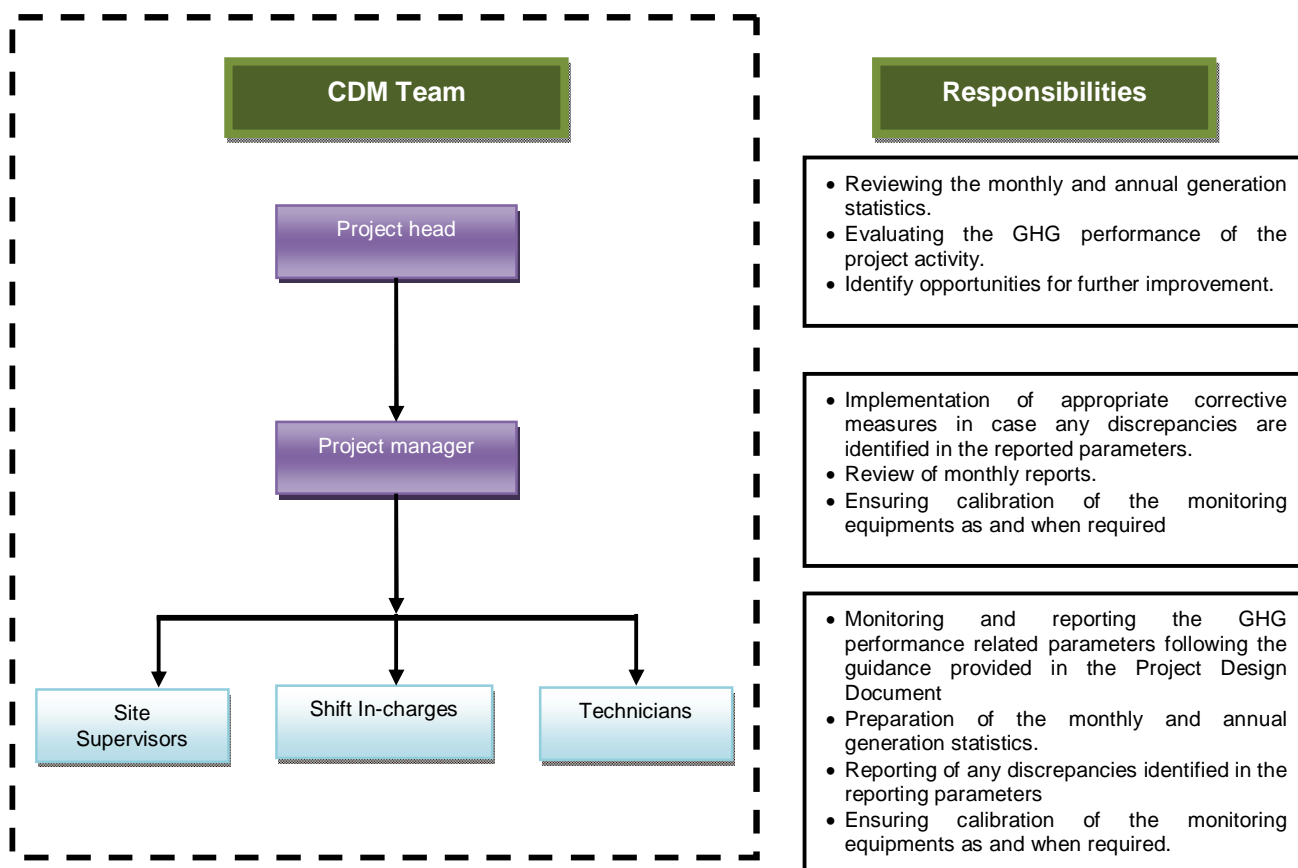 CDM Team
Project head
Project manager
Site
Supervisors
Shift In-charges
Technicians
Responsibilities
• Reviewing the monthly and annual generation
statistics.
• Evaluating the GHG performance of the
project activity.
• Identify opportunities for further improvement.
• Implementation of appropriate corrective
measures in case any discrepancies are
identified in the reported parameters.
• Review of monthly reports.
• Ensuring calibration of the monitoring
equipments as and when required
• Monitoring and reporting the GHG
performance related parameters following the
guidance provided in the Project Design
Document
• Preparation of the monthly and annual
generation statistics.
• Reporting of any discrepancies identified in the
reporting parameters
• Ensuring calibration of the monitoring
equipments as and when required.